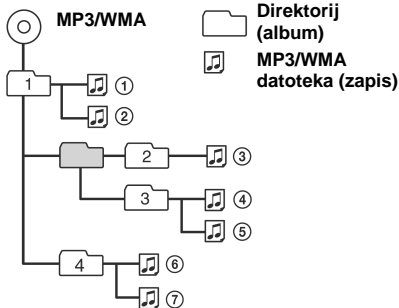 MP3/WMA
Direktorij
(album)
MP3/WMA
datoteka (zapis)
1
①
②
2
③
3
④
⑤
4
⑥
⑦